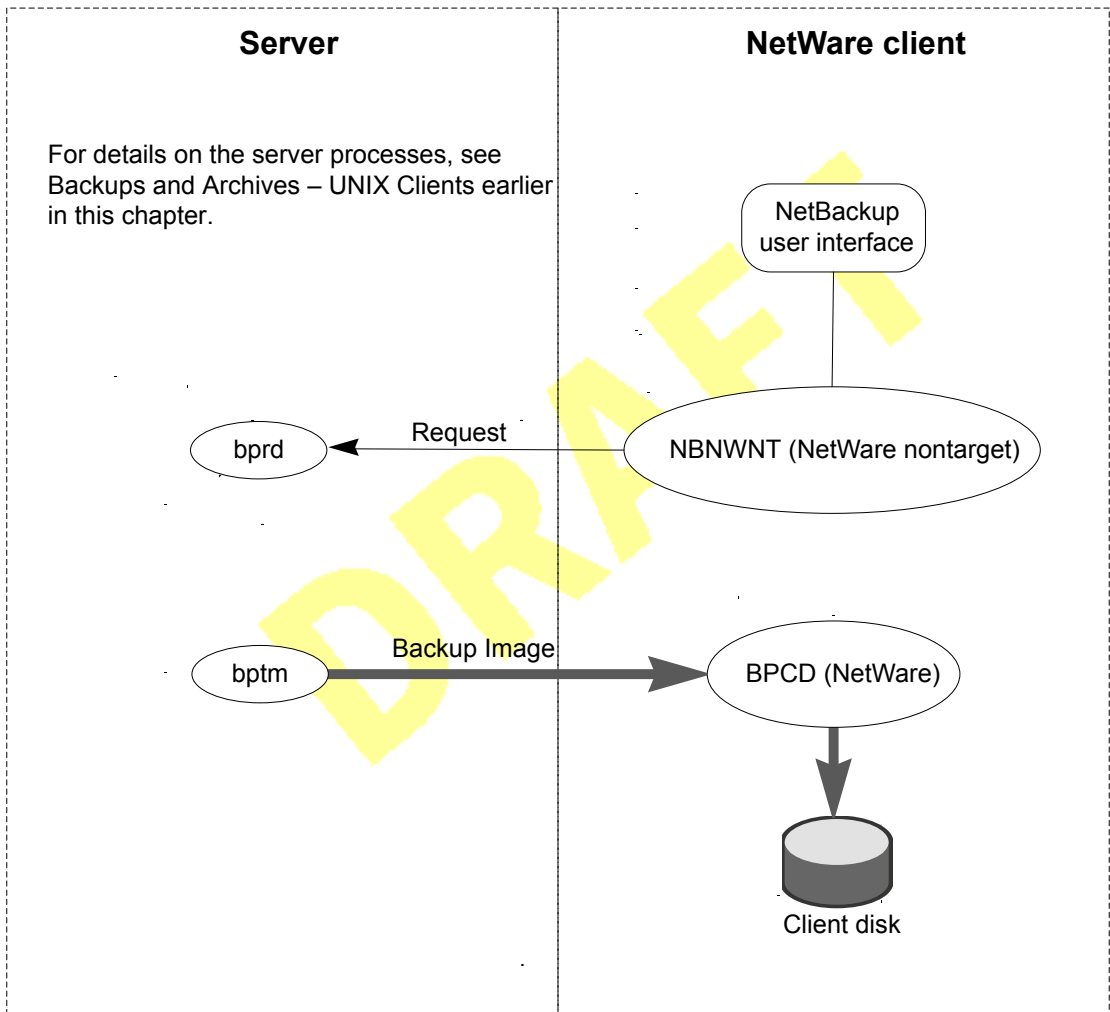 Server
NetWare client
For details on the server processes, see
Backups and Archives – UNIX Clients earlier
in this chapter.
NetBackup
user interface
bprd
Request
NBNWNT (NetWare nontarget)
bptm
Backup Image
BPCD (NetWare)
Client disk
DRAFT